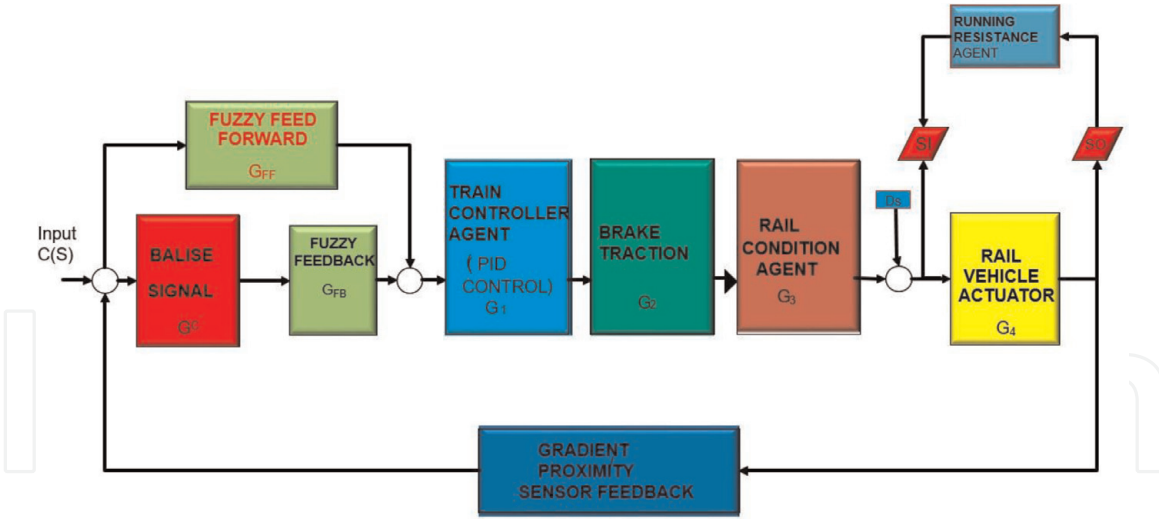 RUNNING
RESISTANCE
AGENT
FUZZY FEED
FORWARD
GFF
SI
SO
Input
C(S)
BALISE
SIGNAL
G0
FUZZY
FEEDBACK
GFB
TRAIN
CONTROLLER
AGENT
( PID
CONTROL)
G1
BRAKE
TRACTION
G2
RAIL
CONDITION
AGENT
G3
Ds
RAIL
VEHICLE
ACTUATOR
G4
GRADIENT
PROXIMITY
SENSOR FEEDBACK